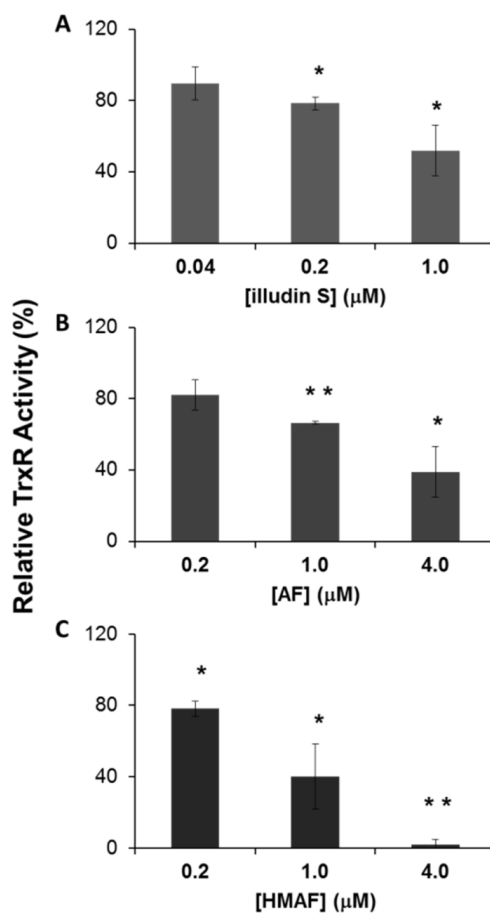 A
120
80
40
0
*
*
0.04 0.2 1.0
[illudin S] (μM)
Relative TrxR Activity (%)
B
120
80
40
0
* *
*
0.2 1.0 4.0
[AF] (μM)
C
120
80
40
0
*
*
* *
0.2 1.0 4.0
[HMAF] (μM)